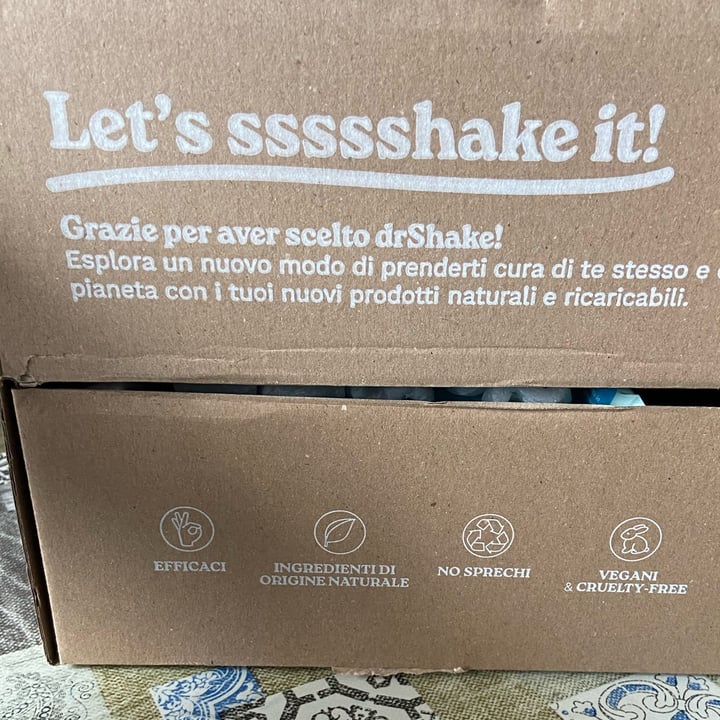 Let's sssssshake it!
Grazie per aver scelto drShake!
Esplora un nuovo modo di prenderti cura di te stesso e
pianeta con i tuoi nuovi prodotti naturali e ricaricabili.
EFFICACI
INGREDIENTI DI
ORIGINE NATURALE
NO SPRECHI
VEGANI
& CRUELTY-FREE